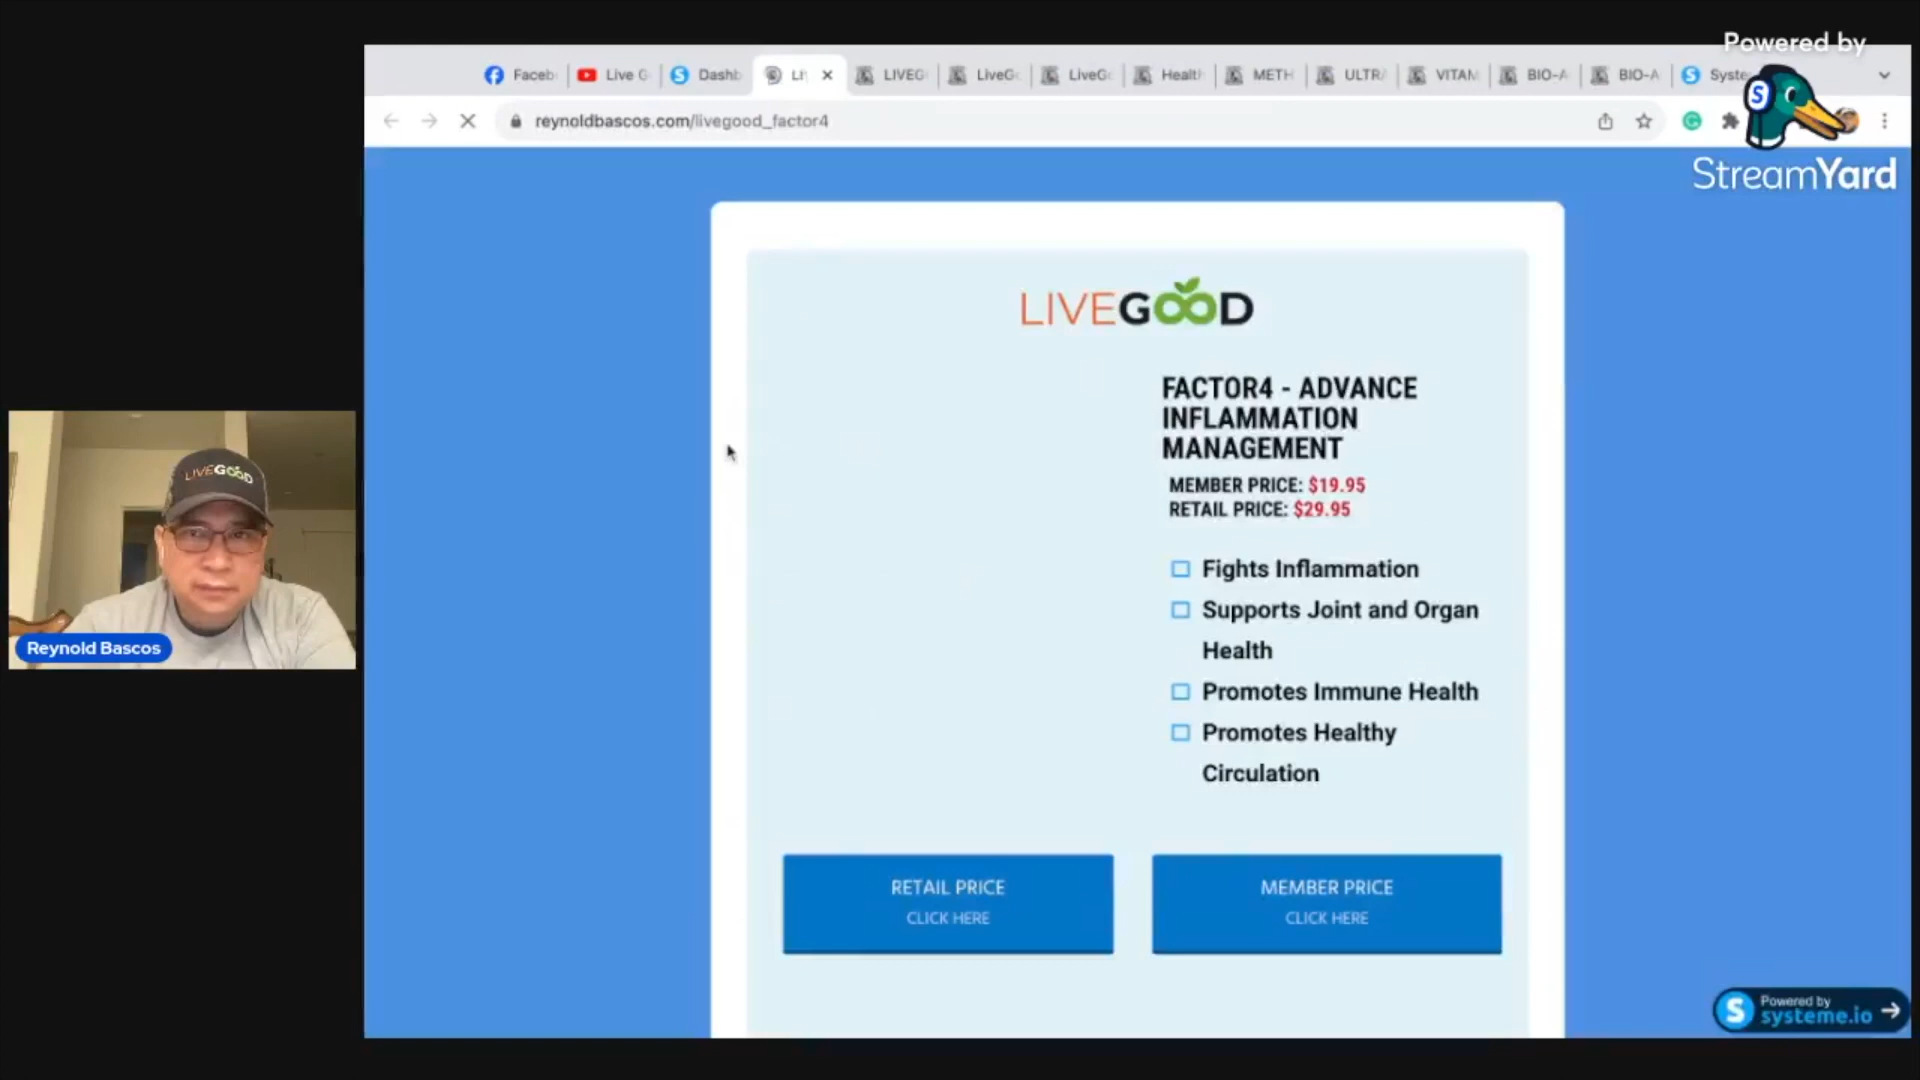 Powered by
StreamYard
Faceb
Live G
Dashb
Li
LIVEG
LiveG
LiveG
Healt
METH
ULTR
VITAM
BIO-A
BIO-A
Syste
reynoldbascos.com/livegood_factor4
LIVEGOOD
FACTOR4 - ADVANCE
INFLAMMATION
MANAGEMENT
MEMBER PRICE: $19.95
RETAIL PRICE: $29.95
Fights Inflammation
Supports Joint and Organ
Health
Promotes Immune Health
Promotes Healthy
Circulation
RETAIL PRICE
CLICK HERE
MEMBER PRICE
CLICK HERE
LIVEGOOD
Reynold Bascos
Powered by
systeme.io